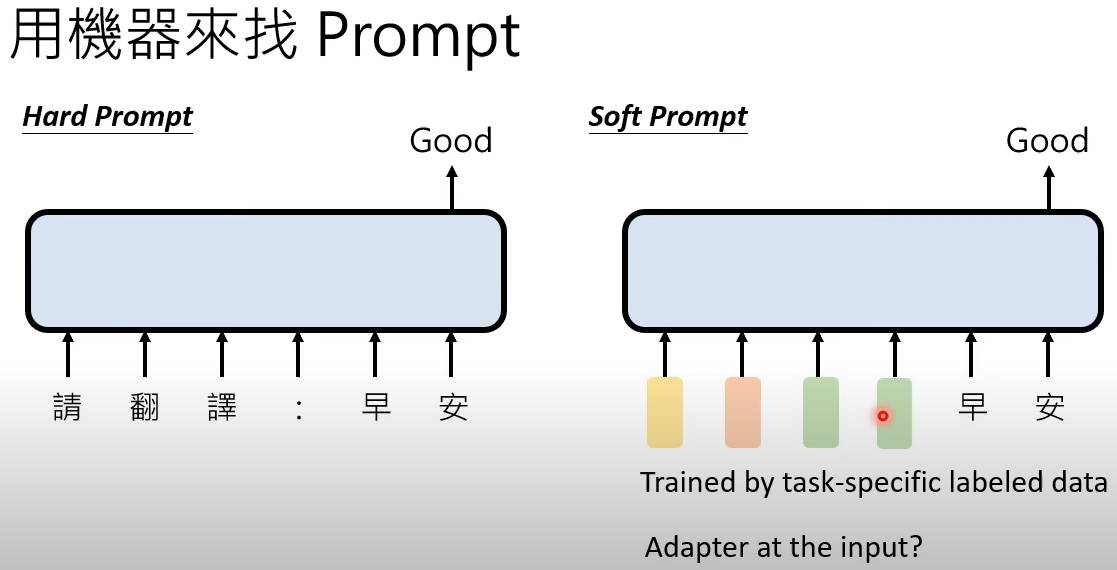 用機器來找 Prompt
Hard Prompt
Good
請 翻 譯 : 早 安
Soft Prompt
Good
早 安
Trained by task-specific labeled data
Adapter at the input?